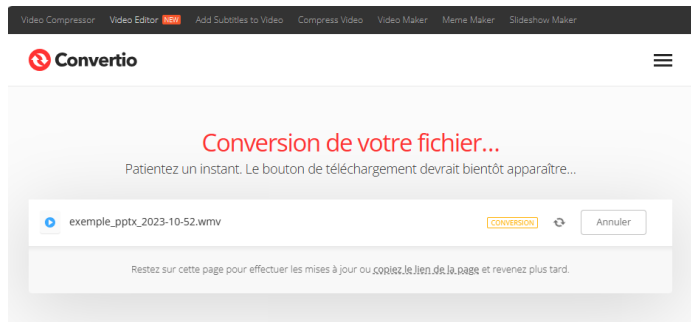 Video Compressor Video Editor NEW Add Subtitles to Video Compress Video Video Maker Meme Maker Slideshow Maker
Convertio
Conversion de votre fichier...
Patientez un instant. Le bouton de téléchargement devrait bientôt apparaître...
exemple_pptx_2023-10-52.wmv CONVERSION Annuler
Restez sur cette page pour effectuer les mises à jour ou copiez le lien de la page et revenez plus tard.